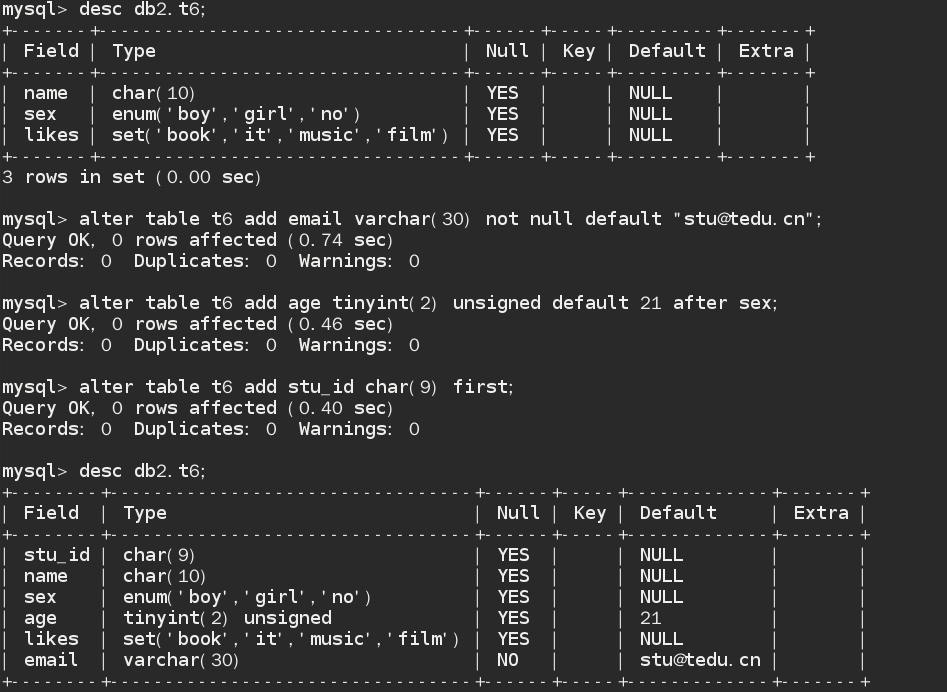 mysql> desc db2.t6;
+-------+---------------------------------+------+-----+---------+-------+
| Field | Type                            | Null | Key | Default | Extra |
+-------+---------------------------------+------+-----+---------+-------+
| name  | char(10)                        | YES  |     | NULL    |       |
| sex   | enum('boy','girl','no')         | YES  |     | NULL    |       |
| likes | set('book','it','music','film') | YES  |     | NULL    |       |
+-------+---------------------------------+------+-----+---------+-------+
3 rows in set (0.00 sec)

mysql> alter table t6 add email varchar(30) not null default "stu@tedu.cn";
Query OK, 0 rows affected (0.74 sec)
Records: 0  Duplicates: 0  Warnings: 0

mysql> alter table t6 add age tinyint(2) unsigned default 21 after sex;
Query OK, 0 rows affected (0.46 sec)
Records: 0  Duplicates: 0  Warnings: 0

mysql> alter table t6 add stu_id char(9) first;
Query OK, 0 rows affected (0.40 sec)
Records: 0  Duplicates: 0  Warnings: 0

mysql> desc db2.t6;
+--------+---------------------------------+------+-----+-------------+-------+
| Field  | Type                            | Null | Key | Default     | Extra |
+--------+---------------------------------+------+-----+-------------+-------+
| stu_id | char(9)                         | YES  |     | NULL        |       |
| name   | char(10)                        | YES  |     | NULL        |       |
| sex    | enum('boy','girl','no')         | YES  |     | NULL        |       |
| age    | tinyint(2) unsigned             | YES  |     | 21          |       |
| likes  | set('book','it','music','film') | YES  |     | NULL        |       |
| email  | varchar(30)                     | NO   |     | stu@tedu.cn |       |
+--------+---------------------------------+------+-----+-------------+-------+